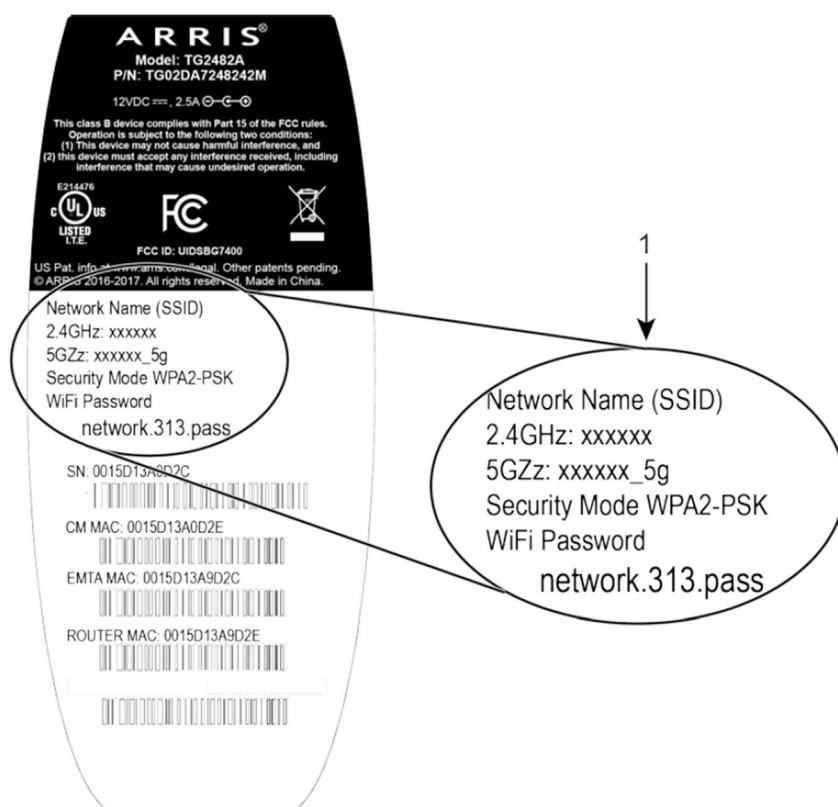 ARRIS®
Model: TG2482A
P/N: TG02DA7248242M
12VDC ⎓, 2.5A
This class B device complies with Part 15 of the FCC rules.
Operation is subject to the following two conditions:
(1) This device may not cause harmful interference, and
(2) this device must accept any interference received, including
interference that may cause undesired operation.
E214476
C UL US
LISTED
I.T.E.
FC
FCC ID: UIDSBG7400
US Pat. info at www.arris.com/legal. Other patents pending.
© ARRIS 2016-2017. All rights reserved, Made in China.
Network Name (SSID)
2.4GHz: xxxxxx
5GZz: xxxxxx_5g
Security Mode WPA2-PSK
WiFi Password
network.313.pass
SN: 0015D13A0D2C
CM MAC: 0015D13A0D2E
EMTA MAC: 0015D13A9D2C
ROUTER MAC: 0015D13A9D2E
1
Network Name (SSID)
2.4GHz: xxxxxx
5GZz: xxxxxx_5g
Security Mode WPA2-PSK
WiFi Password
network.313.pass